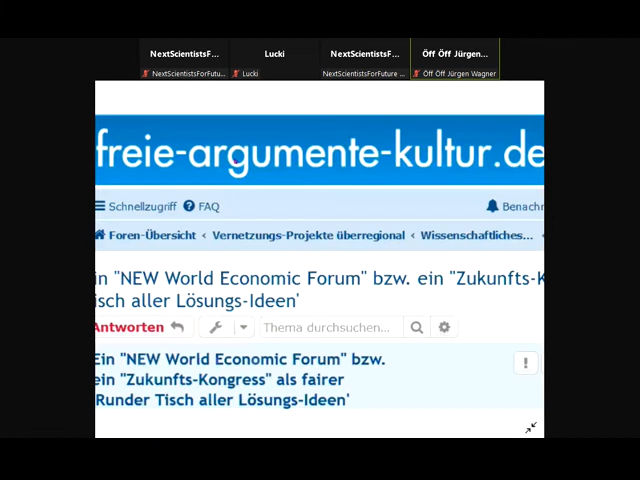 NextScientistsF... Lucki NextScientistsF... Öff Öff Jürgen...
NextScientistsForFutu... Lucki NextScientistsForFuture ... Öff Öff Jürgen Wagner
freie-argumente-kultur.de
Schnellzugriff FAQ Benachr
Foren-Übersicht ‹ Vernetzungs-Projekte überregional ‹ Wissenschaftliches... ‹
in "NEW World Economic Forum" bzw. ein "Zukunfts-K
isch aller Lösungs-Ideen'
Antworten Thema durchsuchen...
Ein "NEW World Economic Forum" bzw.
ein "Zukunfts-Kongress" als fairer
'Runder Tisch aller Lösungs-Ideen'